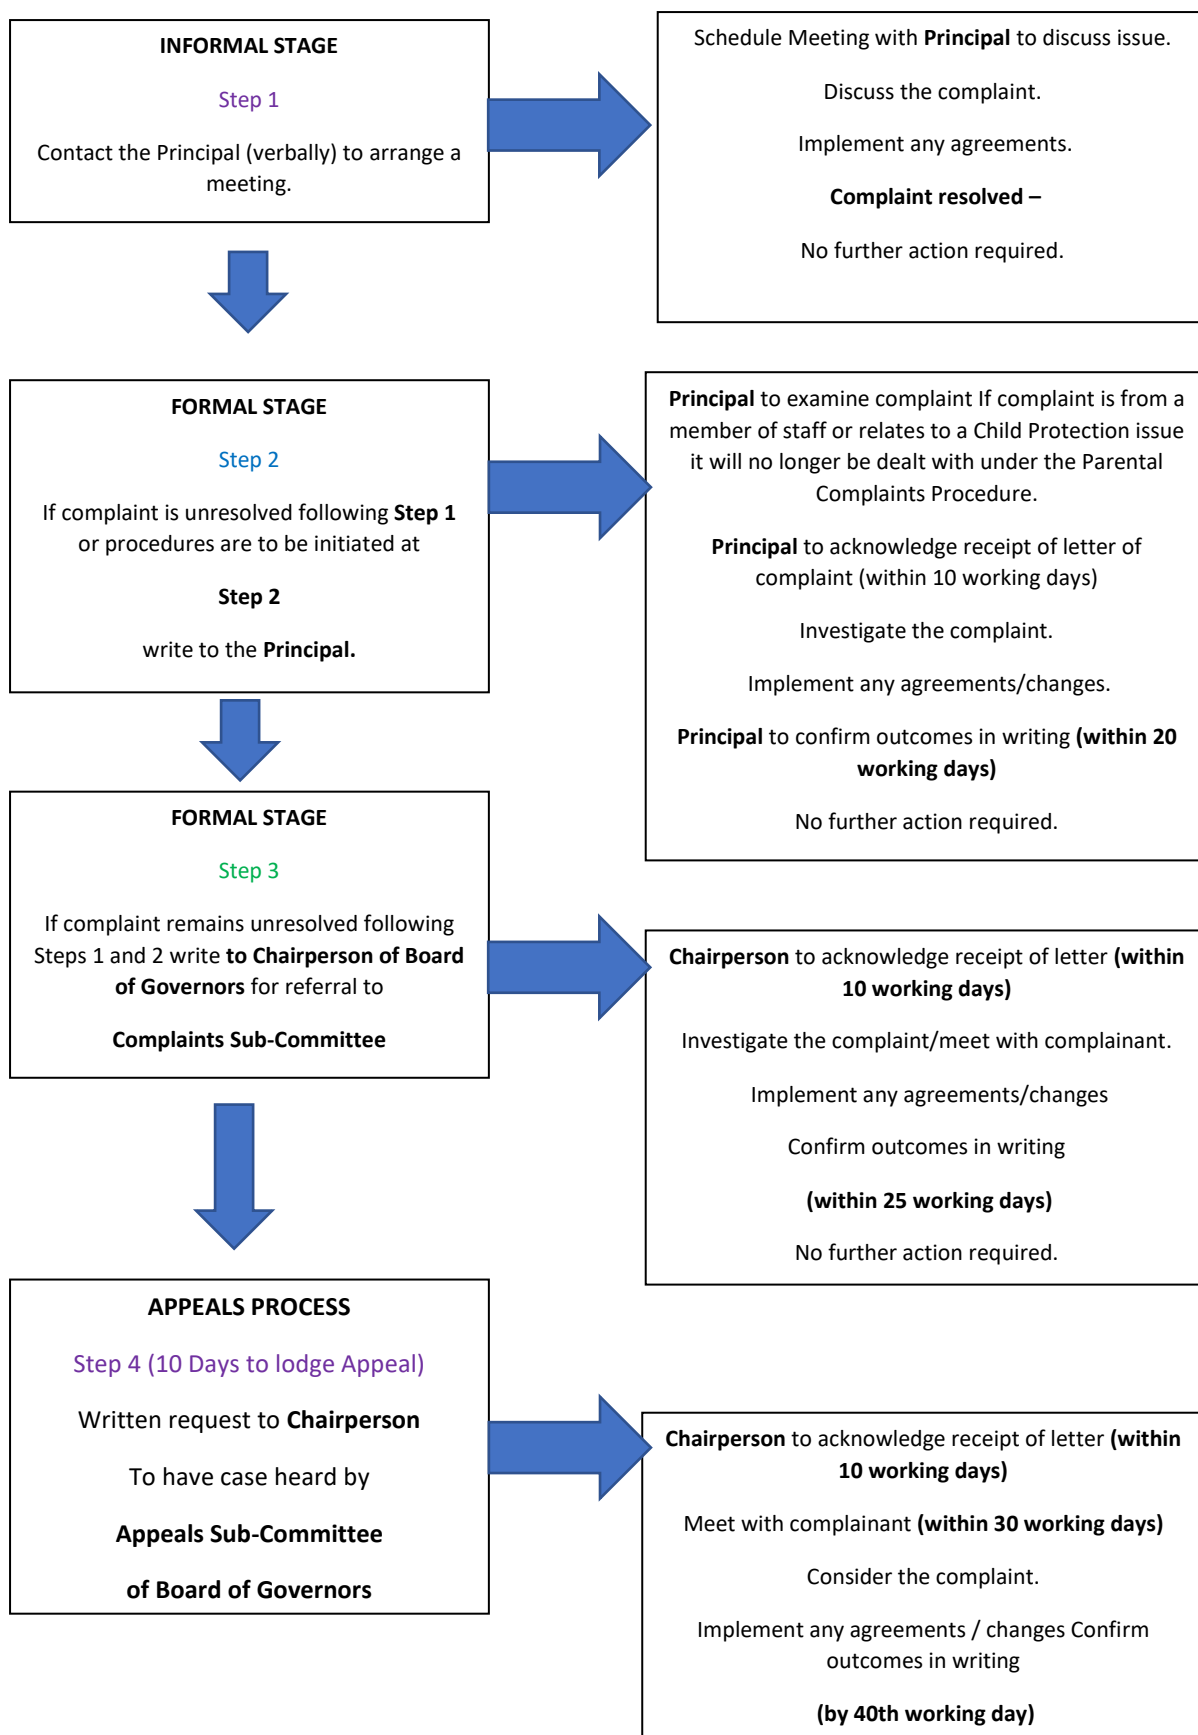 INFORMAL STAGE
Step 1
Contact the Principal (verbally) to arrange a
meeting.
Schedule Meeting with Principal to discuss issue.
Discuss the complaint.
Implement any agreements.
Complaint resolved –
No further action required.
FORMAL STAGE
Step 2
If complaint is unresolved following Step 1
or procedures are to be initiated at
Step 2
write to the Principal.
Principal to examine complaint If complaint is from a
member of staff or relates to a Child Protection issue
it will no longer be dealt with under the Parental
Complaints Procedure.
Principal to acknowledge receipt of letter of
complaint (within 10 working days)
Investigate the complaint.
Implement any agreements/changes.
Principal to confirm outcomes in writing (within 20
working days)
No further action required.
FORMAL STAGE
Step 3
If complaint remains unresolved following
Steps 1 and 2 write to Chairperson of Board
of Governors for referral to
Complaints Sub-Committee
Chairperson to acknowledge receipt of letter (within
10 working days)
Investigate the complaint/meet with complainant.
Implement any agreements/changes
Confirm outcomes in writing
(within 25 working days)
No further action required.
APPEALS PROCESS
Step 4 (10 Days to lodge Appeal)
Written request to Chairperson
To have case heard by
Appeals Sub-Committee
of Board of Governors
Chairperson to acknowledge receipt of letter (within
10 working days)
Meet with complainant (within 30 working days)
Consider the complaint.
Implement any agreements / changes Confirm
outcomes in writing
(by 40th working day)